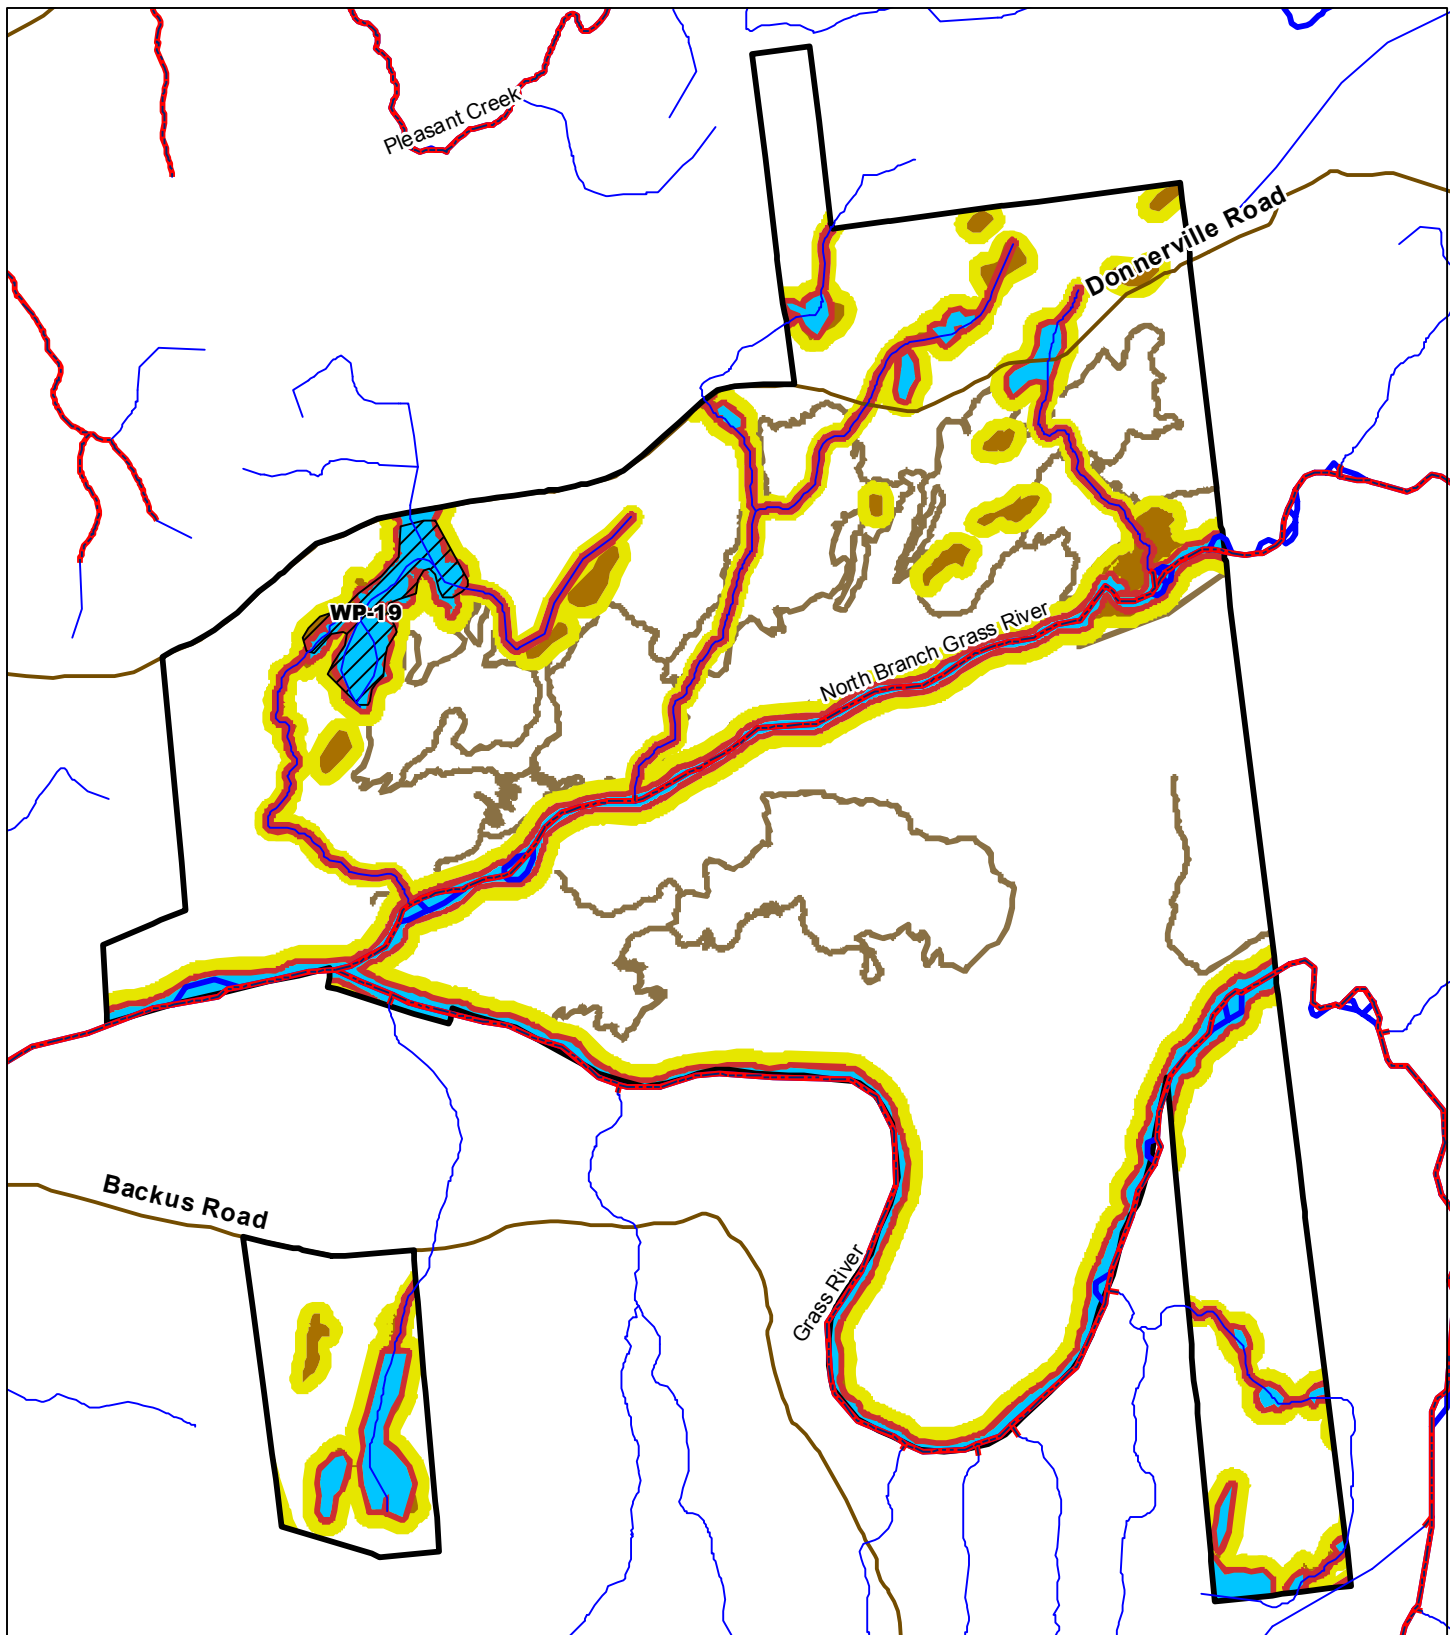 Pleasant Creek
Donnerville Road
WP-19
North Branch Grass River
Backus Road
Grass River